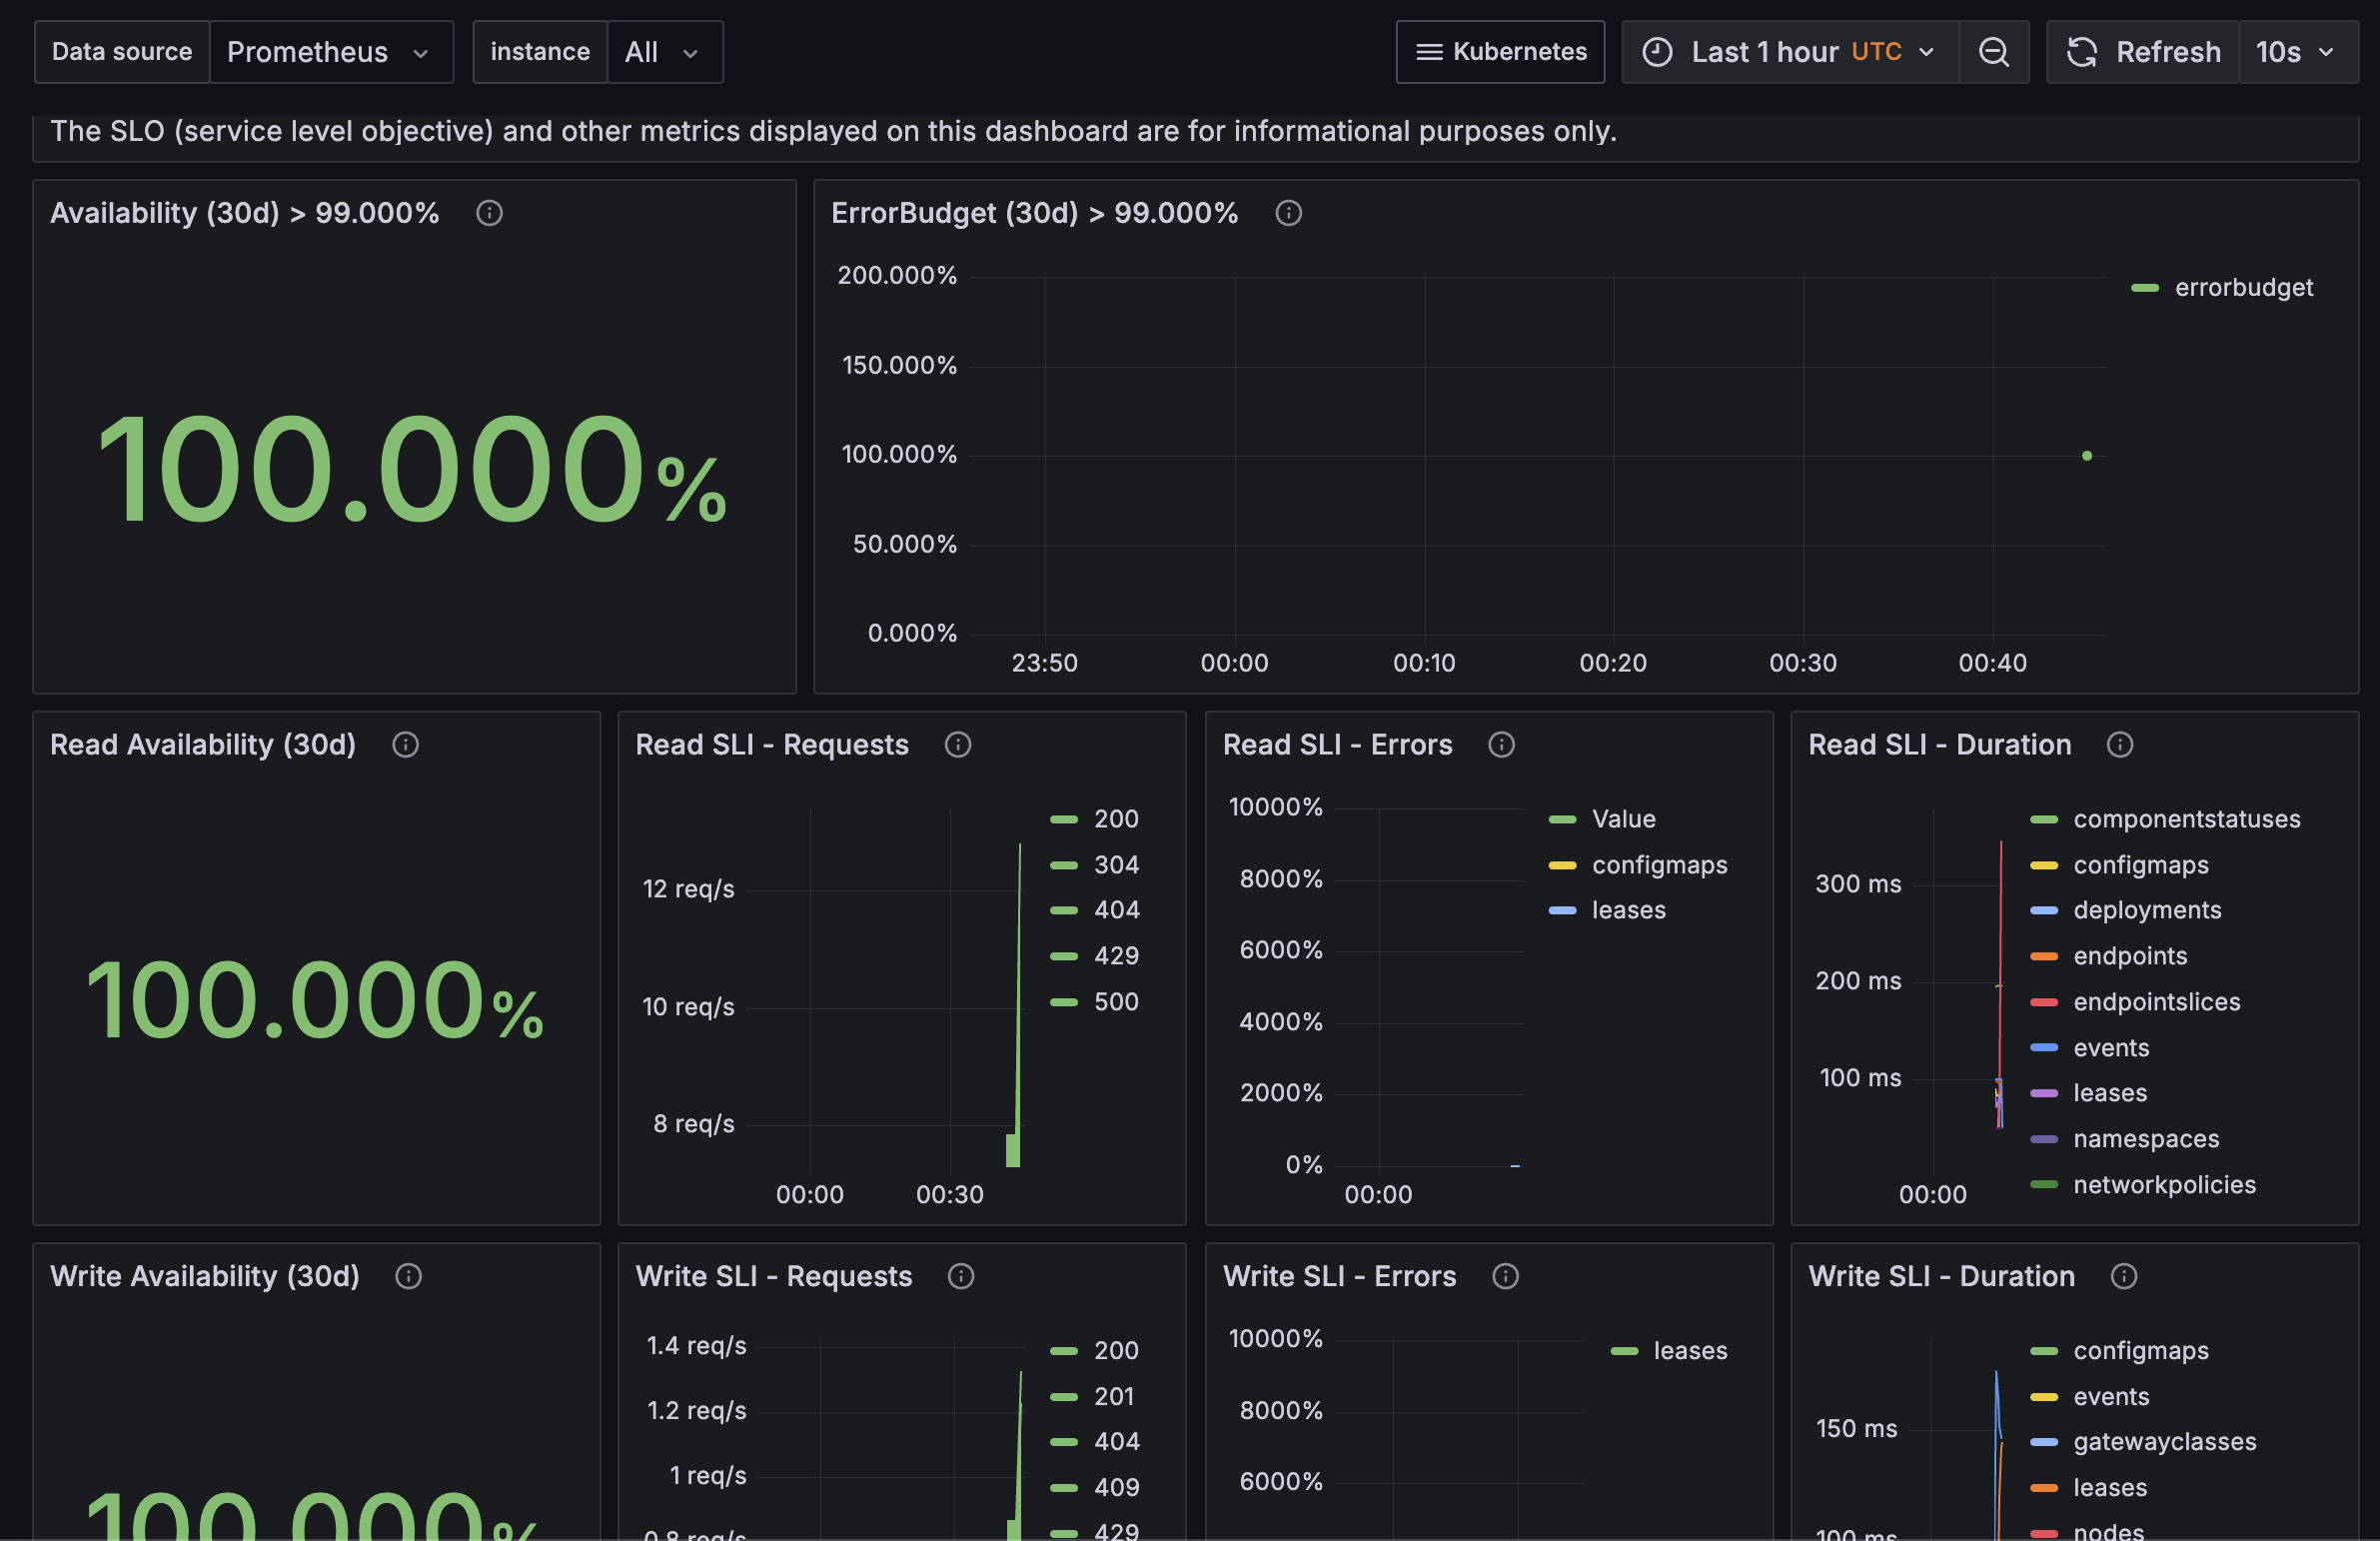 Data source Prometheus instance All Kubernetes Last 1 hour UTC Refresh 10s
The SLO (service level objective) and other metrics displayed on this dashboard are for informational purposes only.
Availability (30d) > 99.000%
100.000%
ErrorBudget (30d) > 99.000%
200.000%
150.000%
100.000%
50.000%
0.000%
23:50 00:00 00:10 00:20 00:30 00:40
errorbudget
Read Availability (30d)
100.000%
Read SLI - Requests
12 req/s
10 req/s
8 req/s
00:00 00:30
200
304
404
429
500
Read SLI - Errors
10000%
8000%
6000%
4000%
2000%
0%
00:00
Value
configmaps
leases
Read SLI - Duration
300 ms
200 ms
100 ms
00:00
componentstatuses
configmaps
deployments
endpoints
endpointslices
events
leases
namespaces
networkpolicies
Write Availability (30d)
100.000%
Write SLI - Requests
1.4 req/s
1.2 req/s
1 req/s
0.8 req/s
200
201
404
409
429
Write SLI - Errors
10000%
8000%
6000%
leases
Write SLI - Duration
150 ms
100 ms
configmaps
events
gatewayclasses
leases
nodes